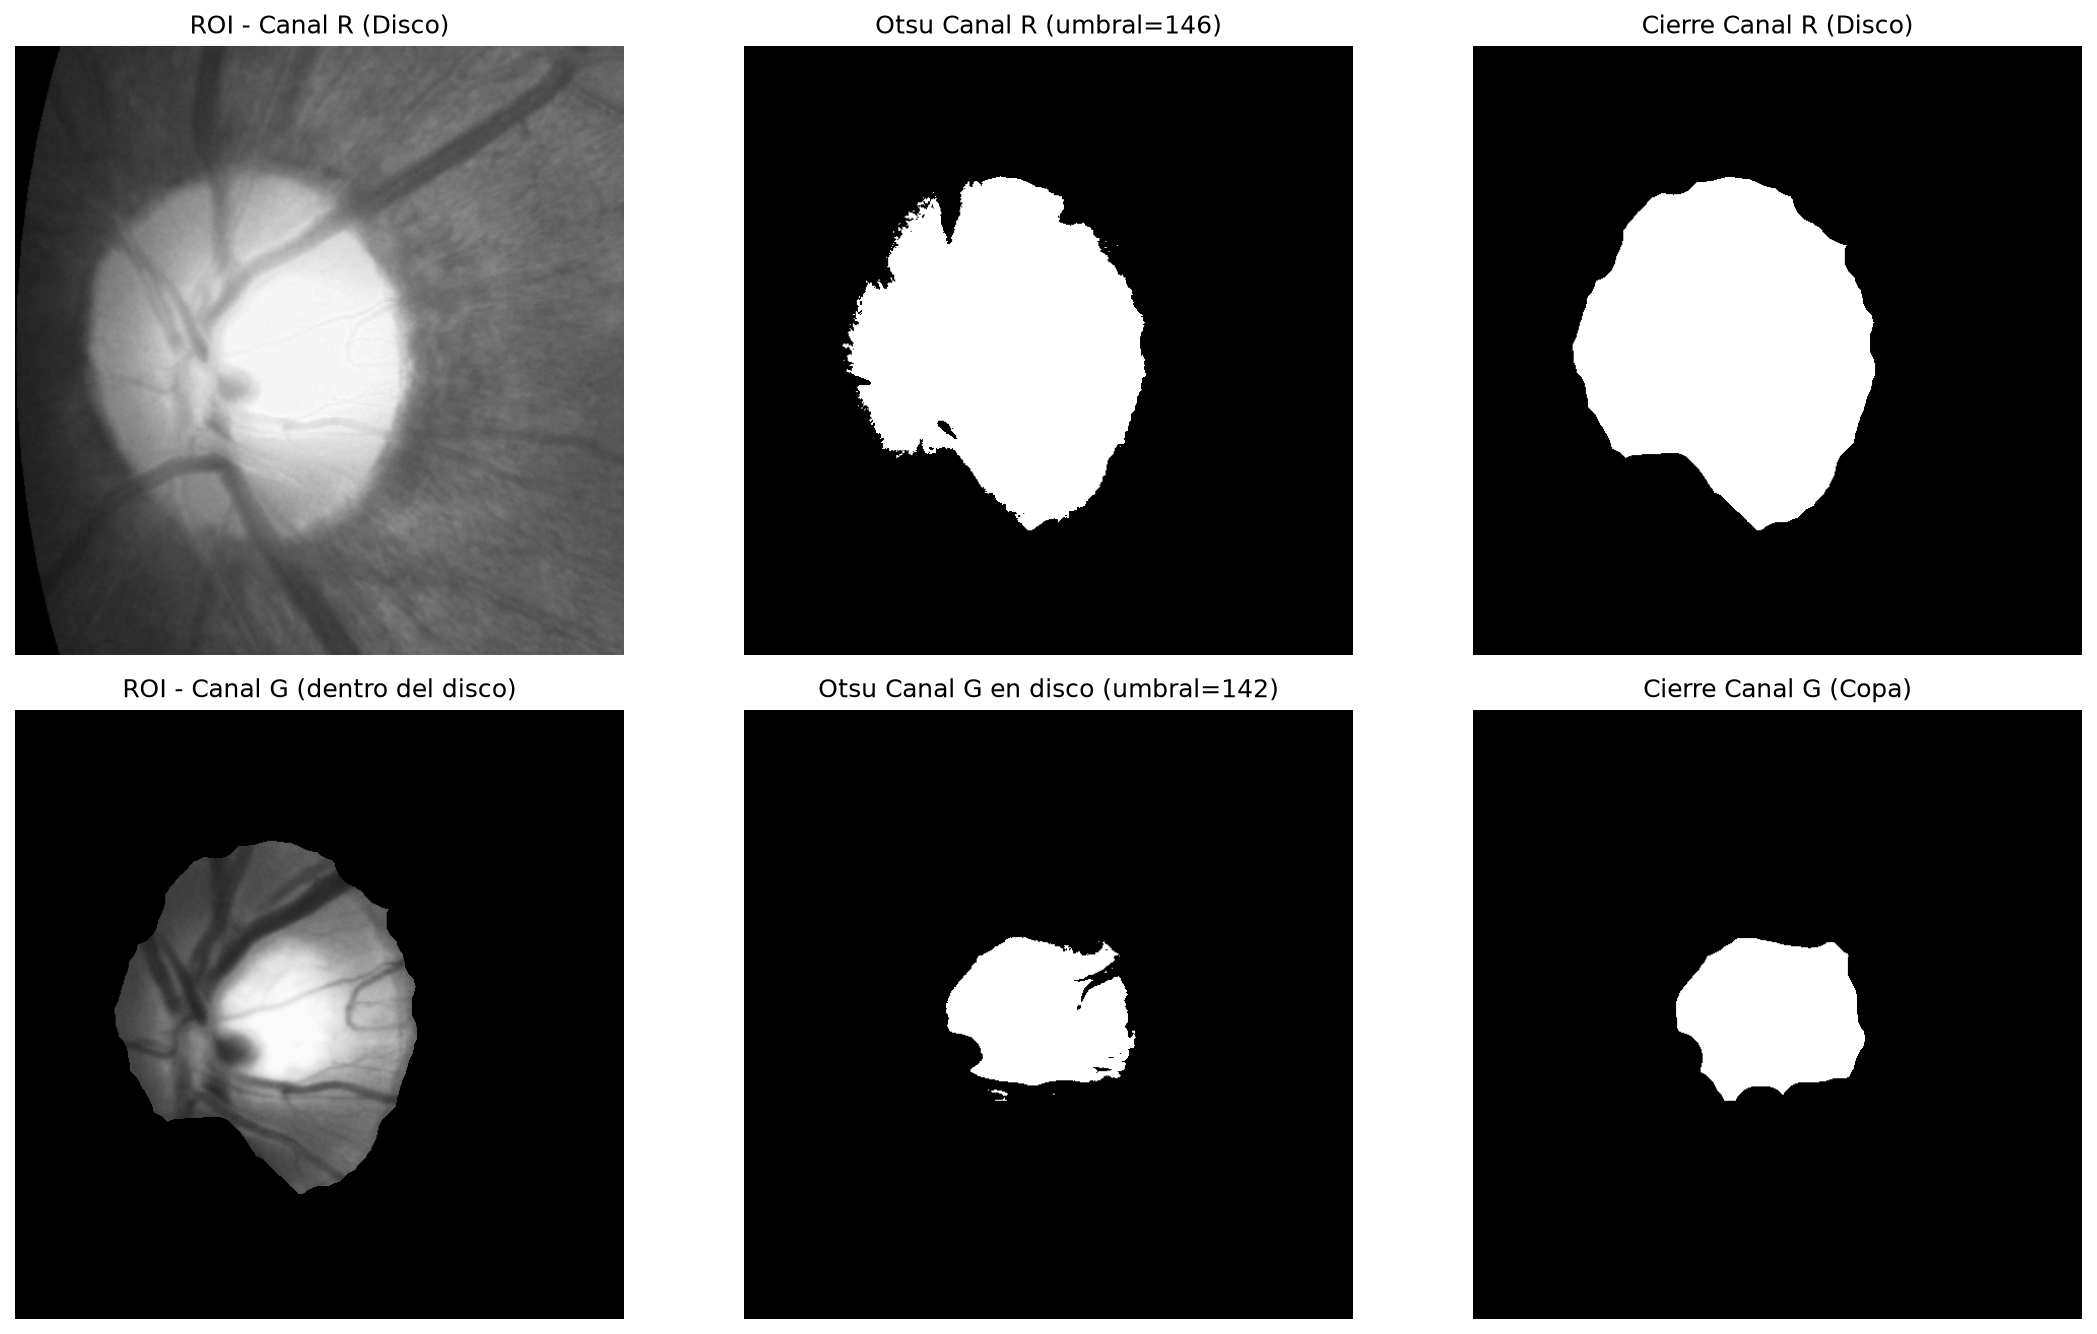 ROI - Canal R (Disco)
Otsu Canal R (umbral=146)
Cierre Canal R (Disco)
ROI - Canal G (dentro del disco)
Otsu Canal G en disco (umbral=142)
Cierre Canal G (Copa)